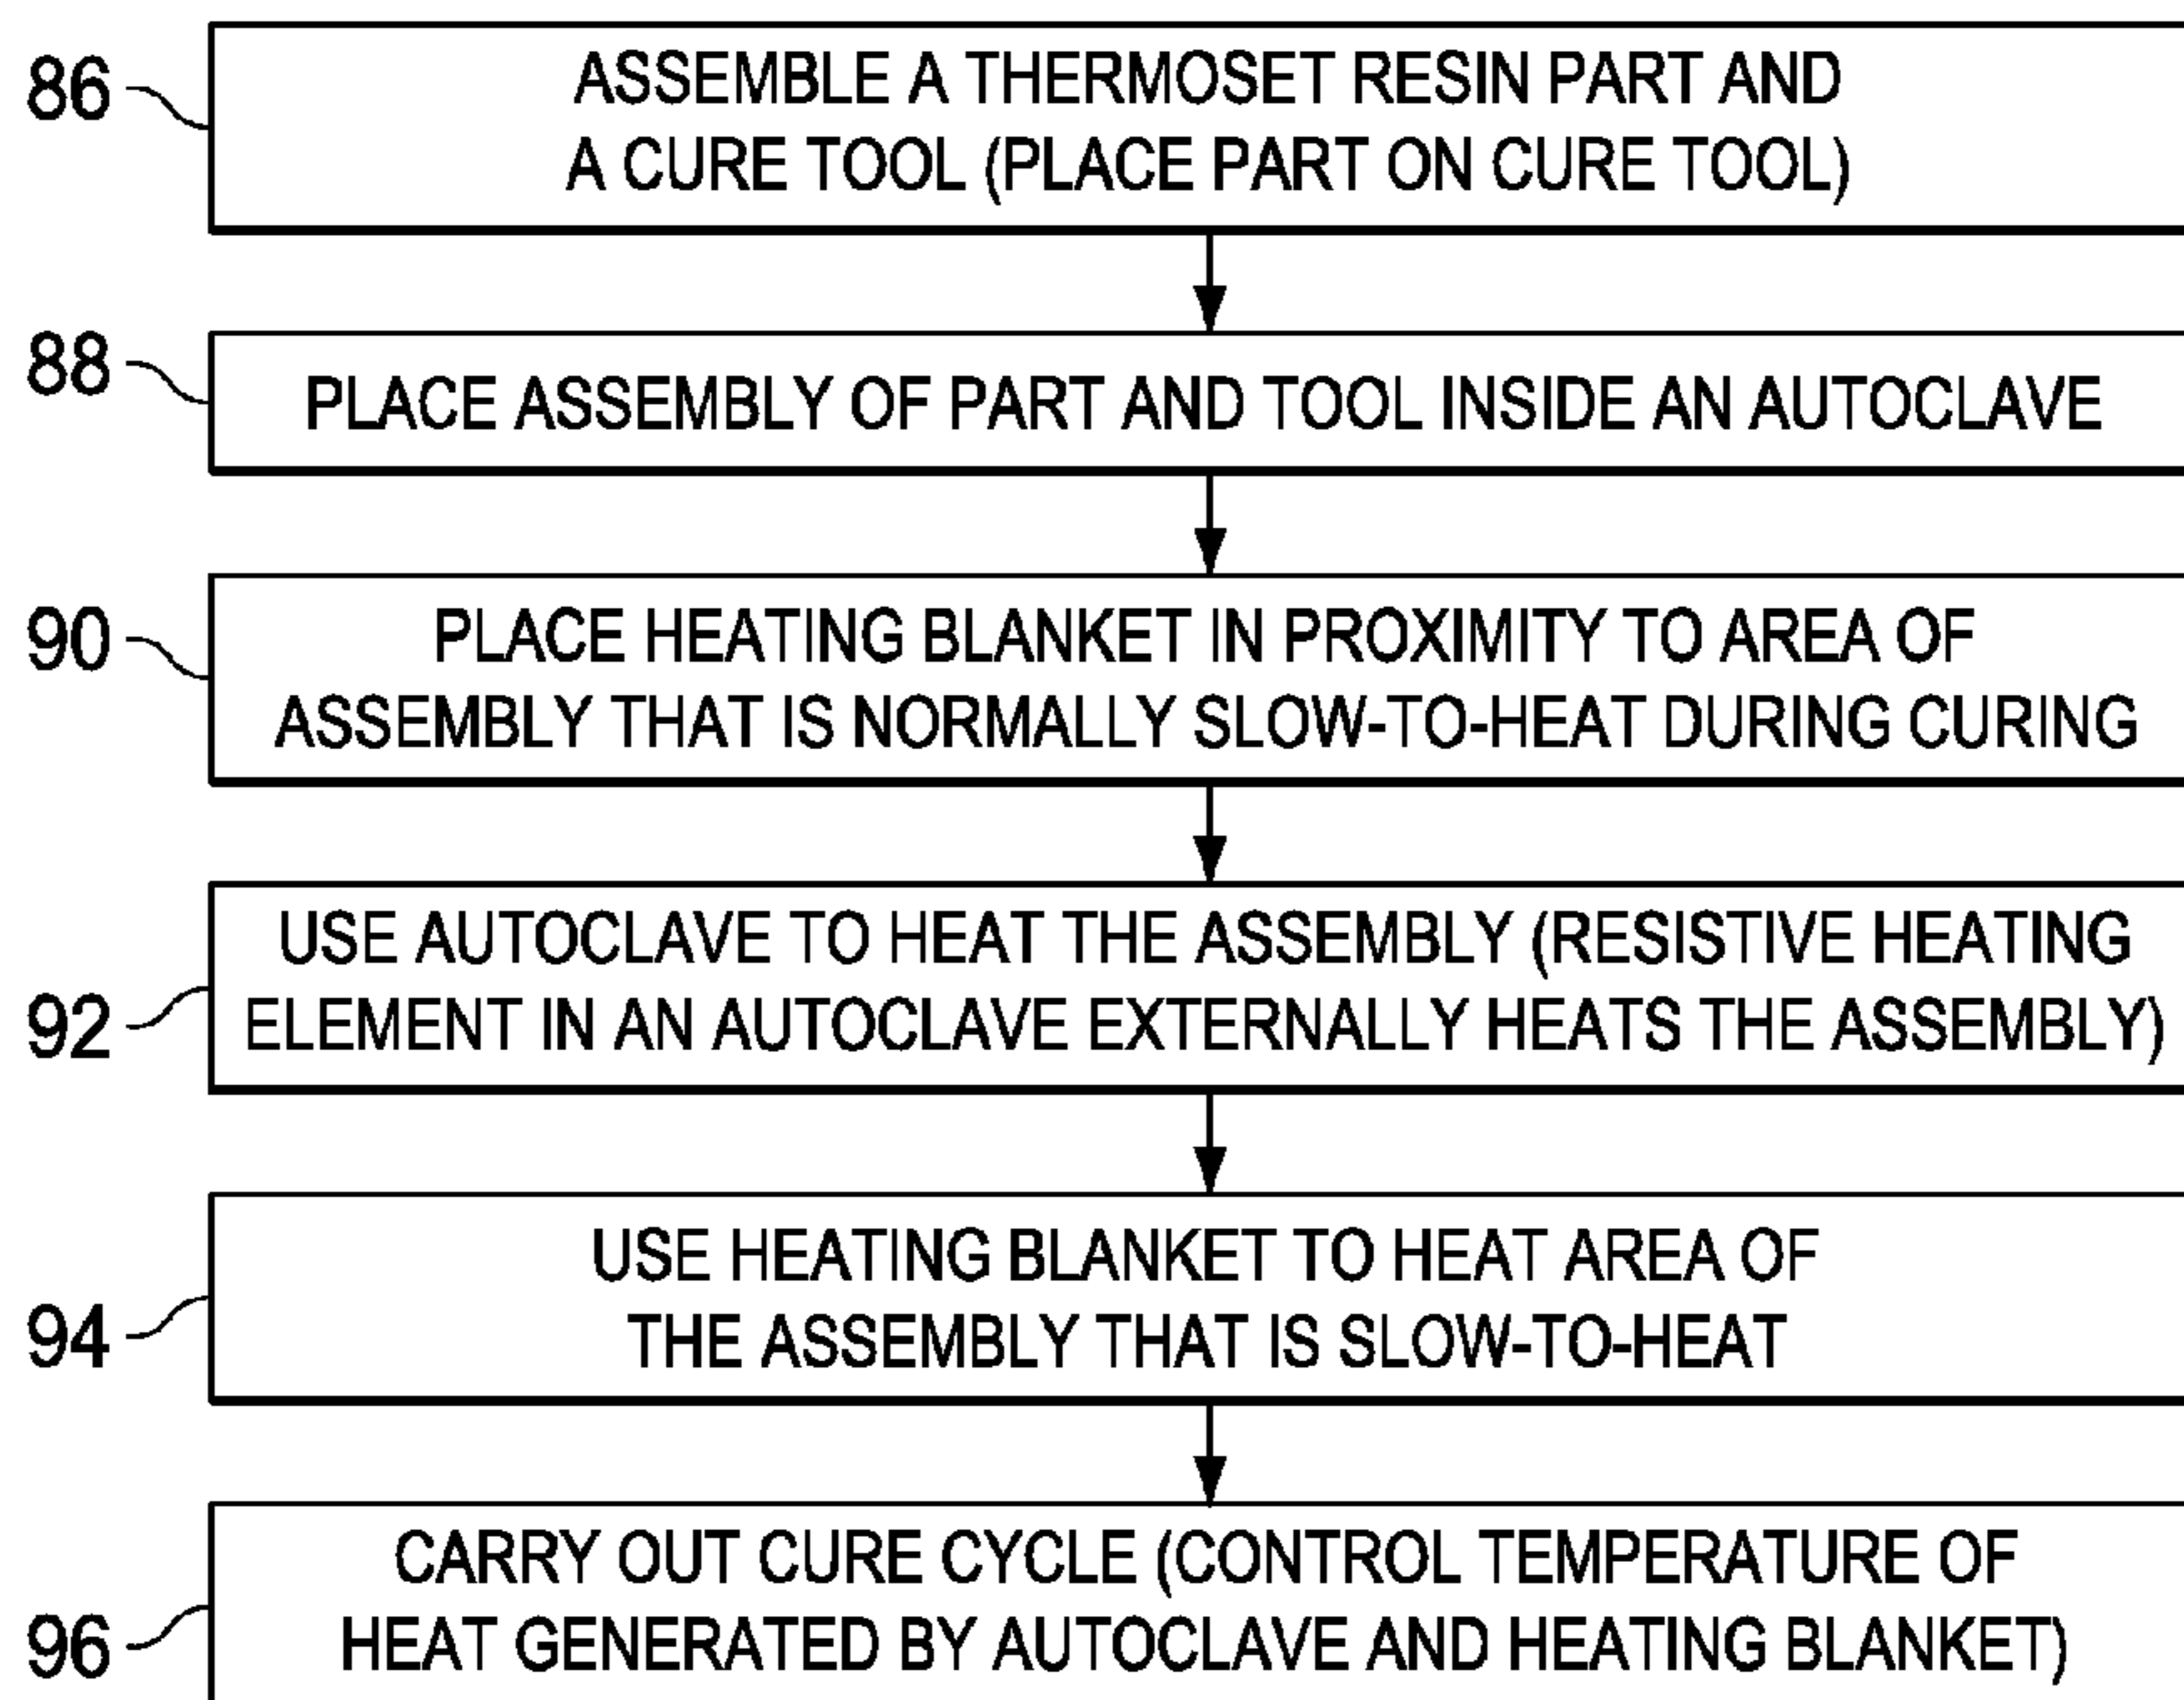 86
ASSEMBLE A THERMOSET RESIN PART AND
A CURE TOOL (PLACE PART ON CURE TOOL)
88
PLACE ASSEMBLY OF PART AND TOOL INSIDE AN AUTOCLAVE
90
PLACE HEATING BLANKET IN PROXIMITY TO AREA OF
ASSEMBLY THAT IS NORMALLY SLOW-TO-HEAT DURING CURING
92
USE AUTOCLAVE TO HEAT THE ASSEMBLY (RESISTIVE HEATING
ELEMENT IN AN AUTOCLAVE EXTERNALLY HEATS THE ASSEMBLY)
94
USE HEATING BLANKET TO HEAT AREA OF
THE ASSEMBLY THAT IS SLOW-TO-HEAT
96
CARRY OUT CURE CYCLE (CONTROL TEMPERATURE OF
HEAT GENERATED BY AUTOCLAVE AND HEATING BLANKET)